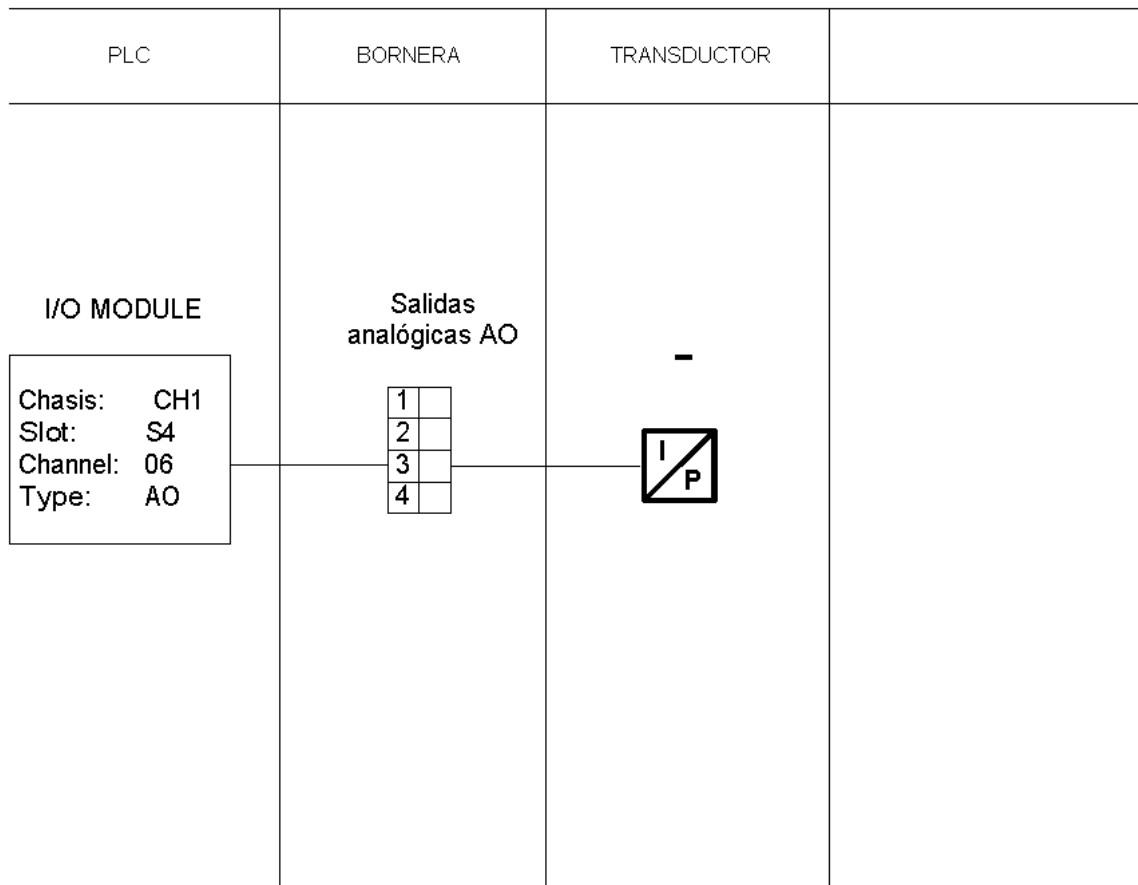 PLC
BORNERA
TRANSDUCTOR
I/O MODULE
Chasis: CH1
Slot: S4
Channel: 06
Type: AO
Salidas
analógicas AO
1
2
3
4
-
I
P